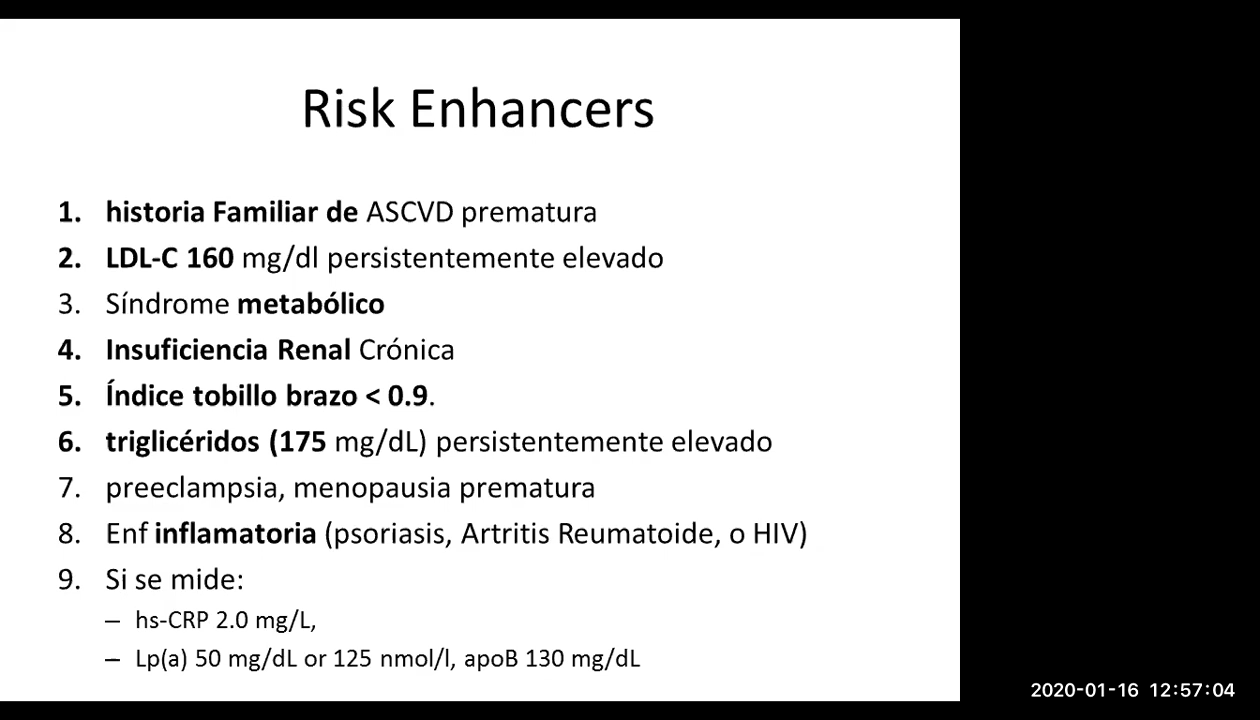 Risk Enhancers
1. historia Familiar de ASCVD prematura
2. LDL-C 160 mg/dl persistentemente elevado
3. Síndrome metabólico
4. Insuficiencia Renal Crónica
5. Índice tobillo brazo < 0.9.
6. triglicéridos (175 mg/dL) persistentemente elevado
7. preeclampsia, menopausia prematura
8. Enf inflamatoria (psoriasis, Artritis Reumatoide, o HIV)
9. Si se mide:
– hs-CRP 2.0 mg/L,
– Lp(a) 50 mg/dL or 125 nmol/l, apoB 130 mg/dL
2020-01-16 12:57:04